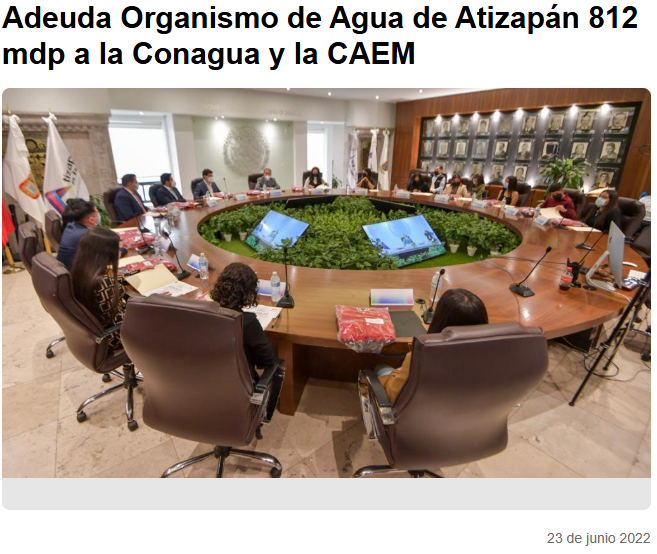 Adeuda Organismo de Agua de Atizapán 812
mdp a la Conagua y la CAEM
23 de junio 2022